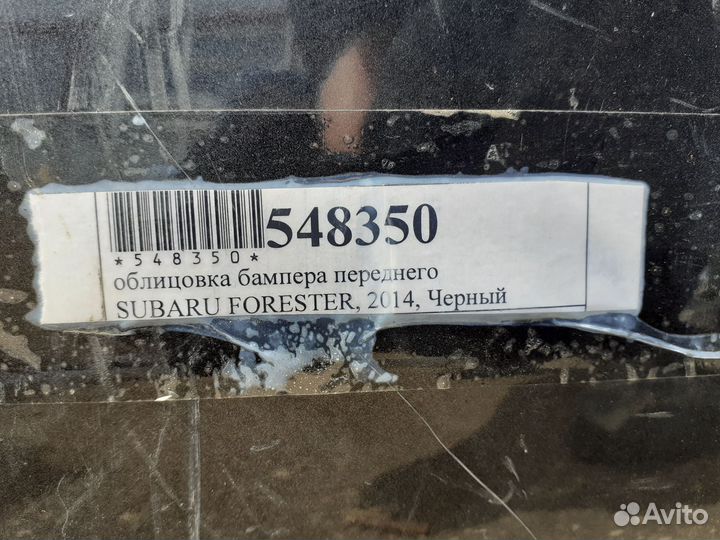 548350
*548350*
облицовка бампера переднего
SUBARU FORESTER, 2014, Черный
Avito